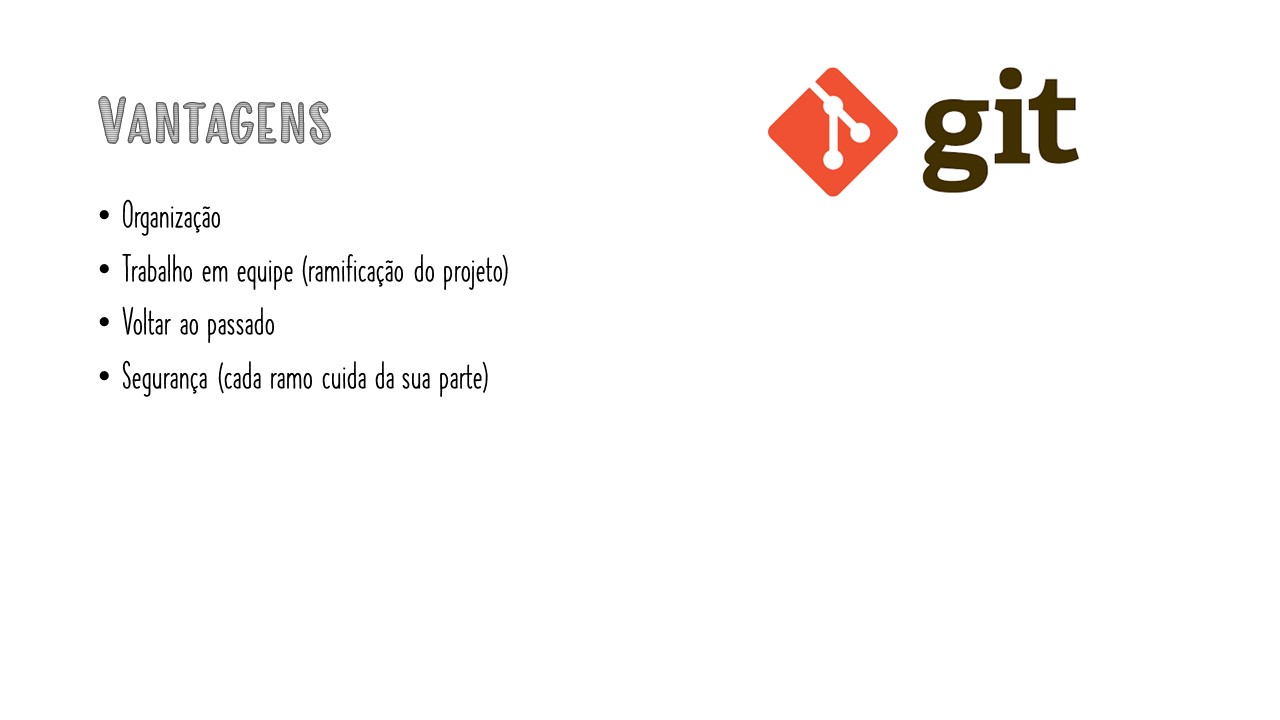 Vantagens
git
• Organização
• Trabalho em equipe (ramificação do projeto)
• Voltar ao passado
• Segurança (cada ramo cuida da sua parte)